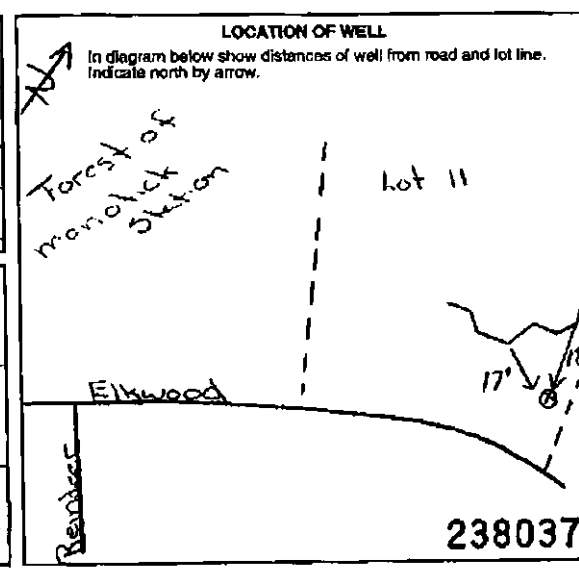 LOCATION OF WELL
In diagram below show distances of well from road and lot line.
Indicate north by arrow.
N
Forest of
manotick
Station
Lot 11
17'
Elkwood
Reindeer
238037